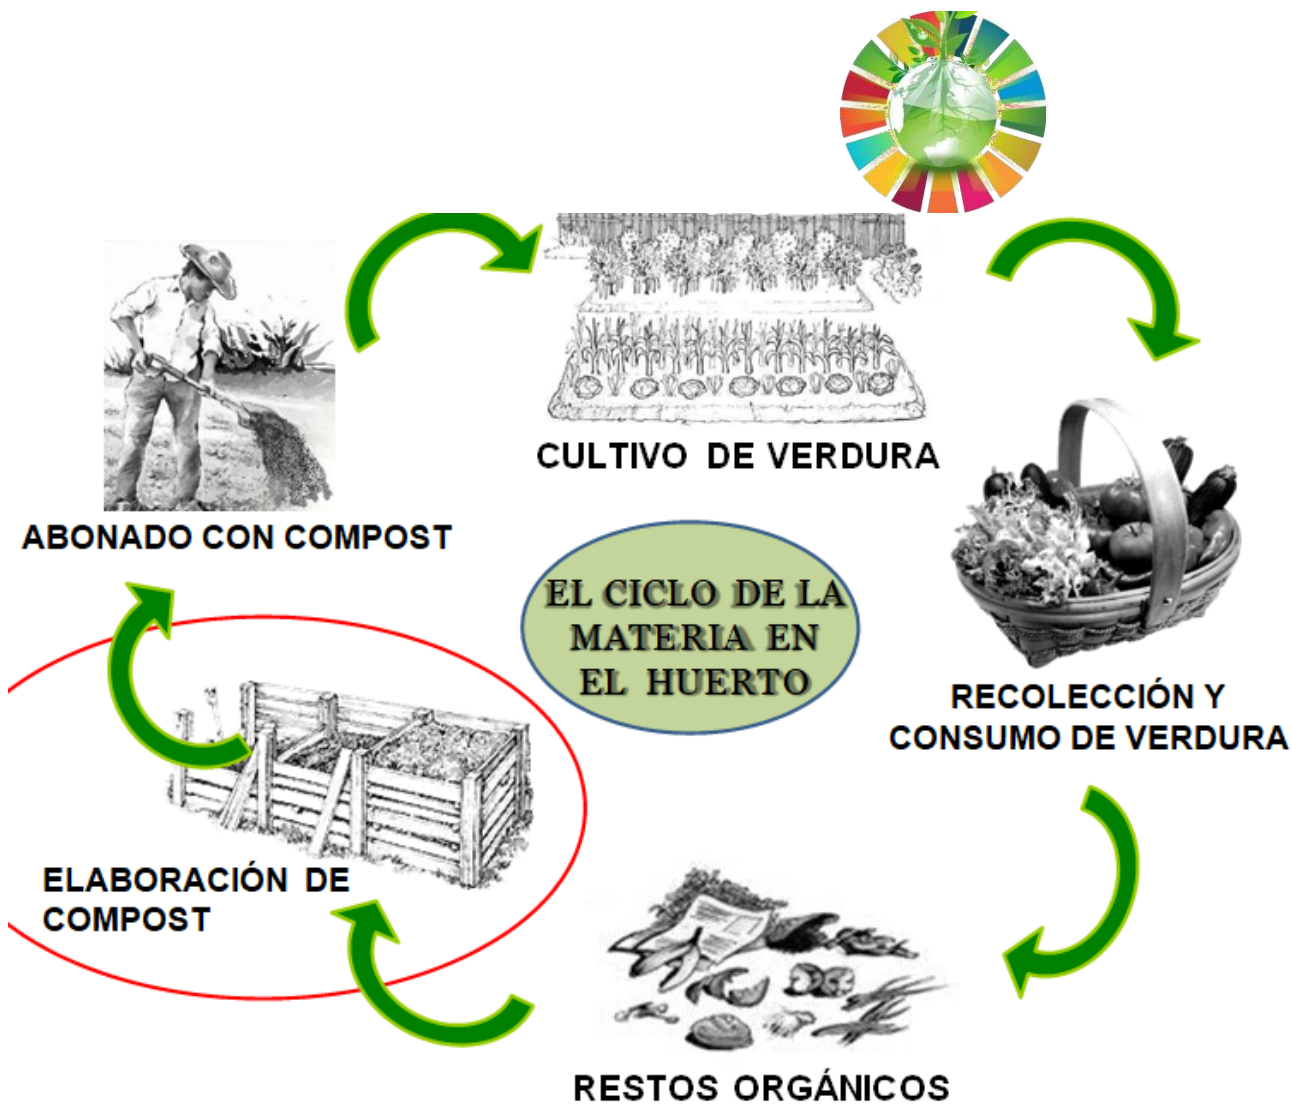 CULTIVO DE VERDURA
ABONADO CON COMPOST
EL CICLO DE LA
MATERIA EN
EL HUERTO
RECOLECCIÓN Y
CONSUMO DE VERDURA
ELABORACIÓN DE
COMPOST
RESTOS ORGÁNICOS